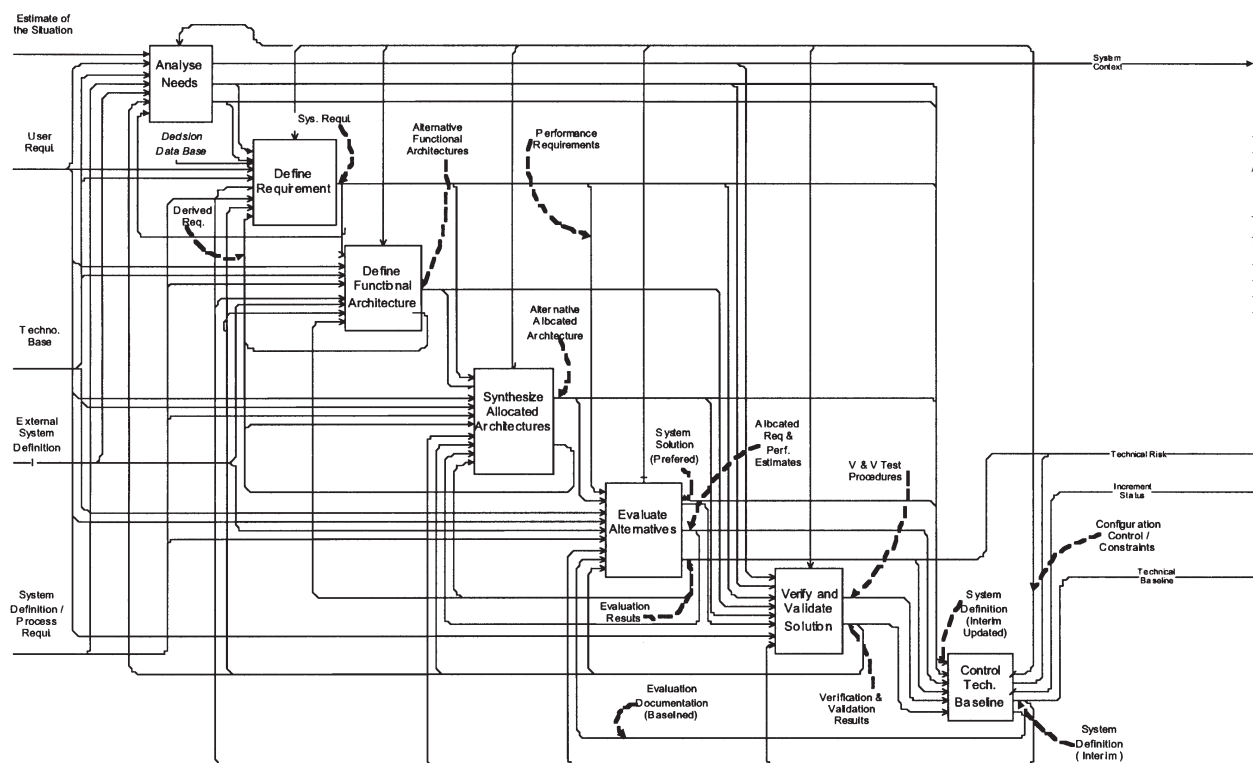 Estimate of
the Situation
Analyse
Needs
System
Context
User
Requi.
Decision
Data Base
Sys. Requi.
Alternative
Functional
Architectures
Performance
Requirements
Define
Requirement
Derived
Req.
Define
Functional
Architecture
Techno.
Base
Alternative
Allocated
Architecture
Synthesize
Allocated
Architectures
External
System
Definition
System
Solution
(Prefered)
Allocated
Req &
Perf.
Estimates
V & V Test
Procedures
Technical Risk
Increment
Status
Evaluate
Alternatives
Configuration
Control /
Constraints
Technical
Baseline
System
Definition /
Process
Requi.
Evaluation
Results
Verify and
Validate
Solution
System
Definition
(Interim
Updated)
Control
Tech.
Baseline
Evaluation
Documentation
(Baselined)
Verification &
Validation
Results
System
Definition
(Interim)